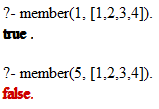 ?- member(1, [1,2,3,4]).
true .
?- member(5, [1,2,3,4]).
false.